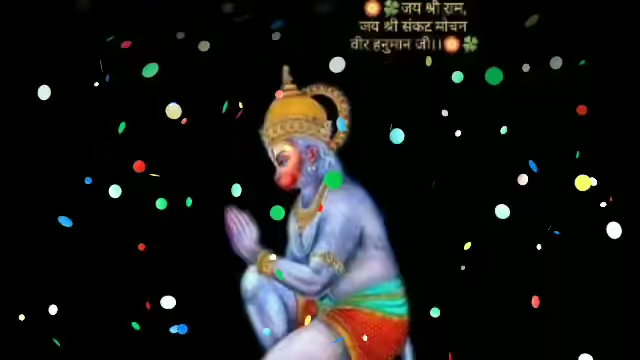 जय श्री राम,
जय श्री संकट मोचन
वीर हनुमान जी।।